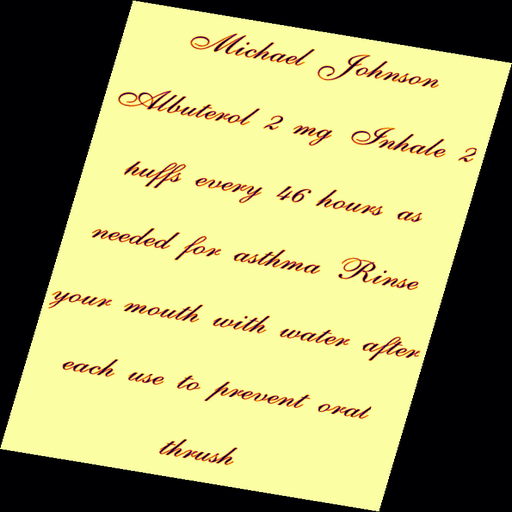 Michael Johnson
Albuterol 2 mg Inhale 2
huffs every 46 hours as
needed for asthma Rinse
your mouth with water after
each use to prevent oral
thrush